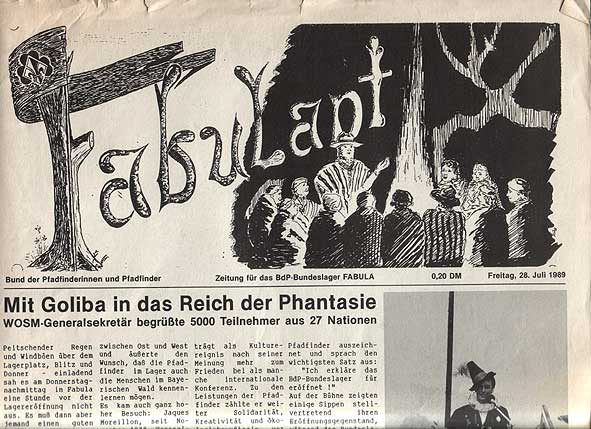 Fabulant
Bund der Pfadfinderinnen und Pfadfinder
Zeitung für das BdP-Bundeslager FABULA
0,20 DM
Freitag, 28. Juli 1989
Mit Goliba in das Reich der Phantasie
WOSM-Generalsekretär begrüßte 5000 Teilnehmer aus 27 Nationen
Peitschender Regen
und Windböen über dem
Lagerplatz, Blitz und
Donner - einladend
sah es am Donnerstag-
nachmittag in Fabula
eine Stunde vor der
Lagereröffnung nicht
aus. Es muß dann aber
jemand einen guten
zwischen Ost und West
und äußerte den
Wunsch, daß die Pfad-
finder im Lager auch
die Menschen im Baye-
rischen Wald kennen-
lernen mögen.
Es kam auch ganz ho-
her Besuch: Jaques
Moreillon, seit No-
trägt als Kulture-
reignis nach seiner
Meinung mehr zum
Frieden bei als man-
che internationale
Konferenz. Zu den
Leistungen der Pfad-
finder zählte er wei-
ter Solidarität,
Kreativität und öko-
Pfadfinder auszeich-
net und sprach den
wichtigsten Satz aus:
"Ich erkläre das
BdP-Bundeslager für
eröffnet !"
Auf der Bühne zeigten
einige Sippen stell-
vertretend ihren
Eröffnungsgegenstand,